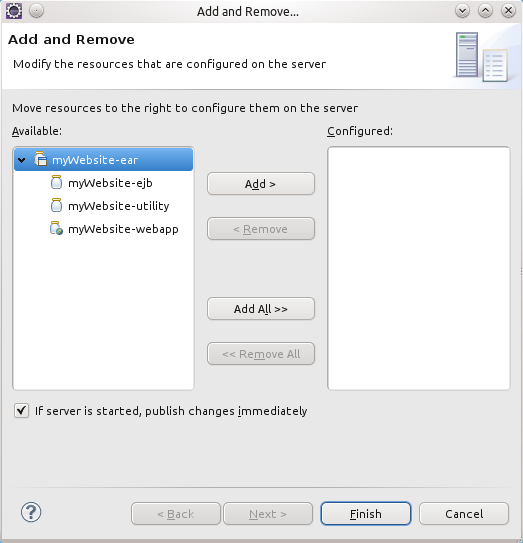 Add and Remove...
Add and Remove
Modify the resources that are configured on the server
Move resources to the right to configure them on the server
Available:
Configured:
myWebsite-ear
myWebsite-ejb
myWebsite-utility
myWebsite-webapp
Add >
< Remove
Add All >>
<< Remove All
If server is started, publish changes immediately
?
< Back
Next >
Finish
Cancel